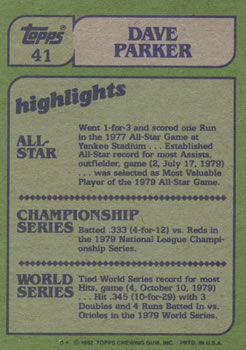 Topps
41
DAVE
PARKER
highlights
ALL-
STAR
Went 1-for-3 and scored one Run
in the 1977 All-Star Game at
Yankee Stadium ... Established
All-Star record for most Assists,
outfielder, game (2, July 17, 1979)
... was selected as Most Valuable
Player of the 1979 All-Star Game.
CHAMPIONSHIP
SERIES
Batted .333 (4-for-12) vs. Reds in
the 1979 National League Champion-
ship Series.
WORLD
SERIES
Tied World Series record for most
Hits, game (4, October 10, 1979)
... Hit .345 (10-for-29) with 3
Doubles and 4 Runs Batted In vs.
Orioles in the 1979 World Series.
© 1982 TOPPS CHEWING GUM, INC. PRTD. IN U.S.A.